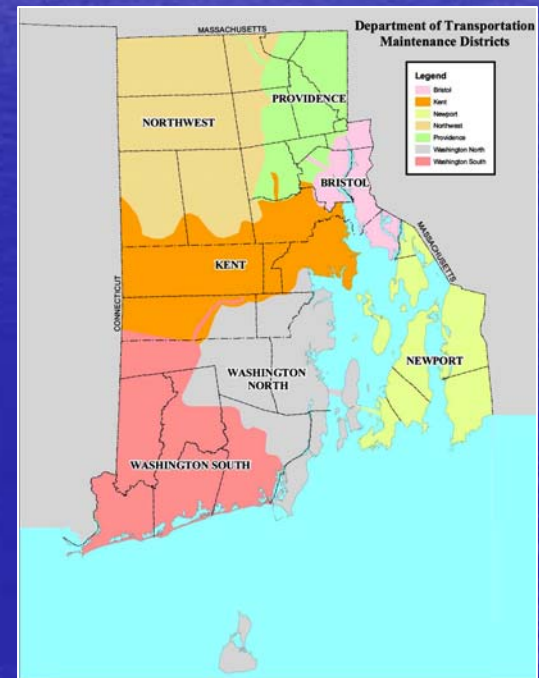 MASSACHUSETTS
Department of Transportation
Maintenance Districts
Legend
Bristol
Kent
Newport
Northwest
Providence
Washington North
Washington South
PROVIDENCE
NORTHWEST
BRISTOL
MASSACHUSETTS
KENT
CONNECTICUT
NEWPORT
WASHINGTON
NORTH
WASHINGTON SOUTH